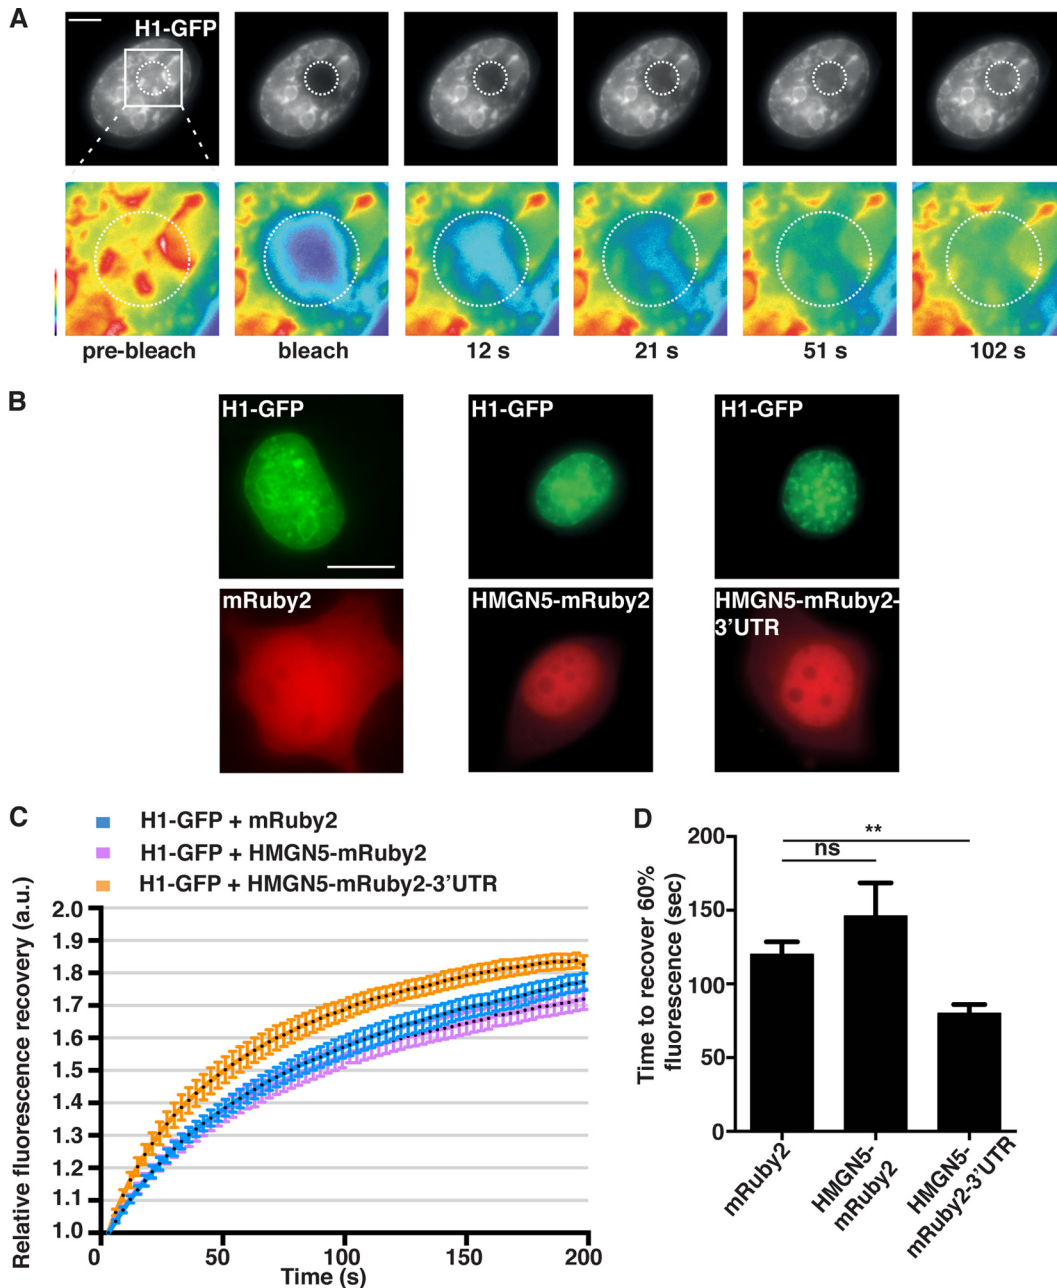 A
H1-GFP
pre-bleach
bleach
12 s
21 s
51 s
102 s
B
H1-GFP
H1-GFP
H1-GFP
mRuby2
HMGN5-mRuby2
HMGN5-mRuby2-
3’UTR
C
H1-GFP + mRuby2
H1-GFP + HMGN5-mRuby2
H1-GFP + HMGN5-mRuby2-3’UTR
Relative fluorescence recovery (a.u.)
2.0
1.9
1.8
1.7
1.6
1.5
1.4
1.3
1.2
1.1
1.0
0
50
100
150
200
Time (s)
D
Time to recover 60%
fluorescence (sec)
200
150
100
50
0
**
ns
mRuby2
HMGN5-
mRuby2
HMGN5-
mRuby2-3’UTR